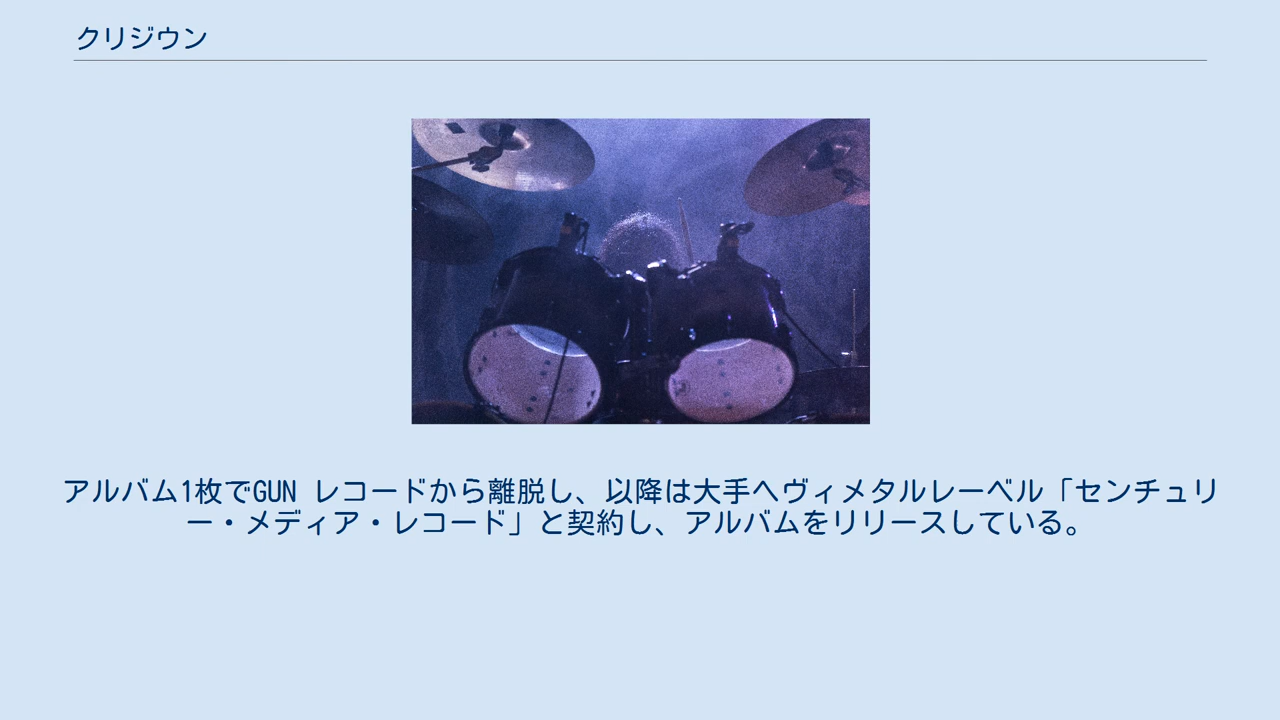 クリジウン
アルバム1枚でGUN レコードから離脱し、以降は大手ヘヴィメタルレーベル「センチュリ
ー・メディア・レコード」と契約し、アルバムをリリースしている。